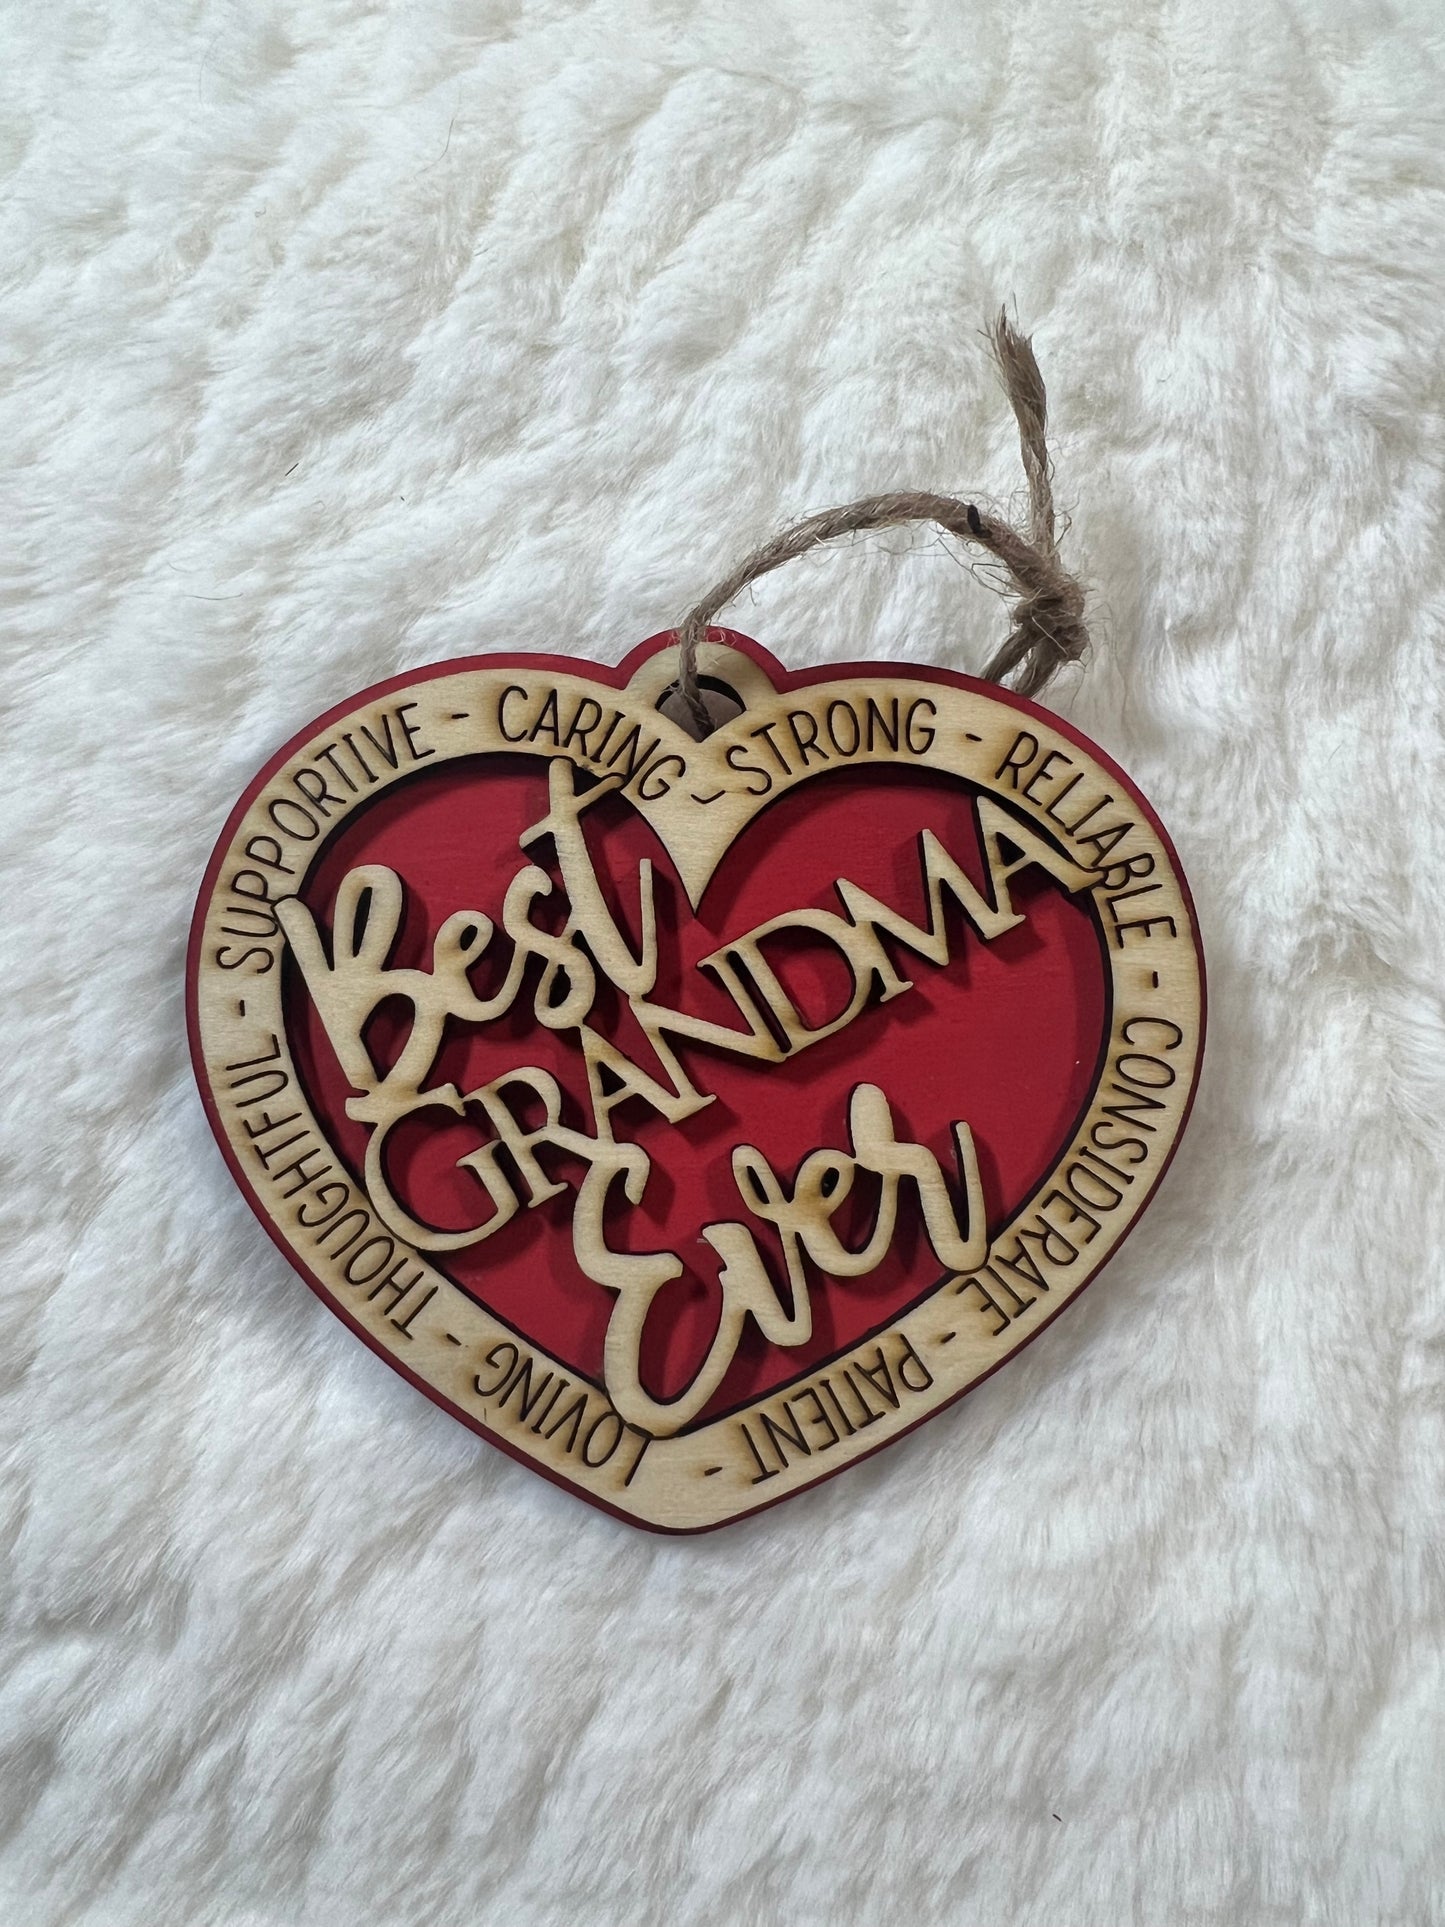 Best
GRANDMA
Ever
SUPPORTIVE - CARING - STRONG - RELIABLE - CONSIDERATE - PATIENT - LOVING - THOUGHTFUL -